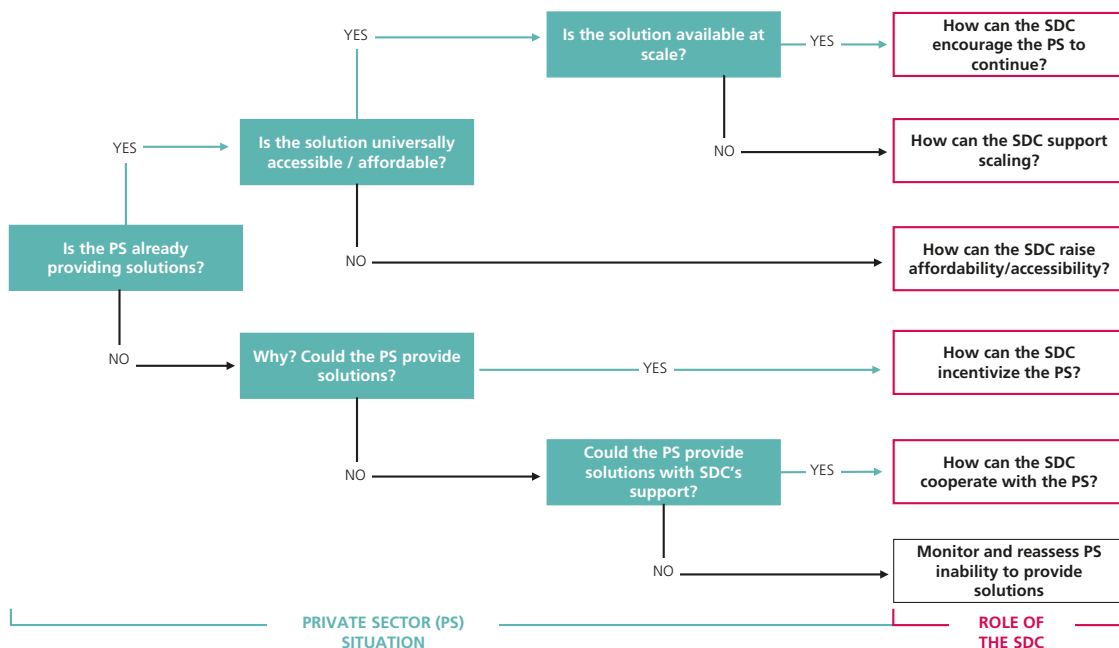 YES
Is the solution available at
scale?
YES
How can the SDC
encourage the PS to
continue?
YES
Is the solution universally
accessible / affordable?
NO
How can the SDC support
scaling?
Is the PS already
providing solutions?
NO
How can the SDC raise
affordability/accessibility?
NO
Why? Could the PS provide
solutions?
YES
How can the SDC
incentivize the PS?
NO
Could the PS provide
solutions with SDC's
support?
YES
How can the SDC
cooperate with the PS?
NO
Monitor and reassess PS
inability to provide
solutions
PRIVATE SECTOR (PS)
SITUATION
ROLE OF
THE SDC